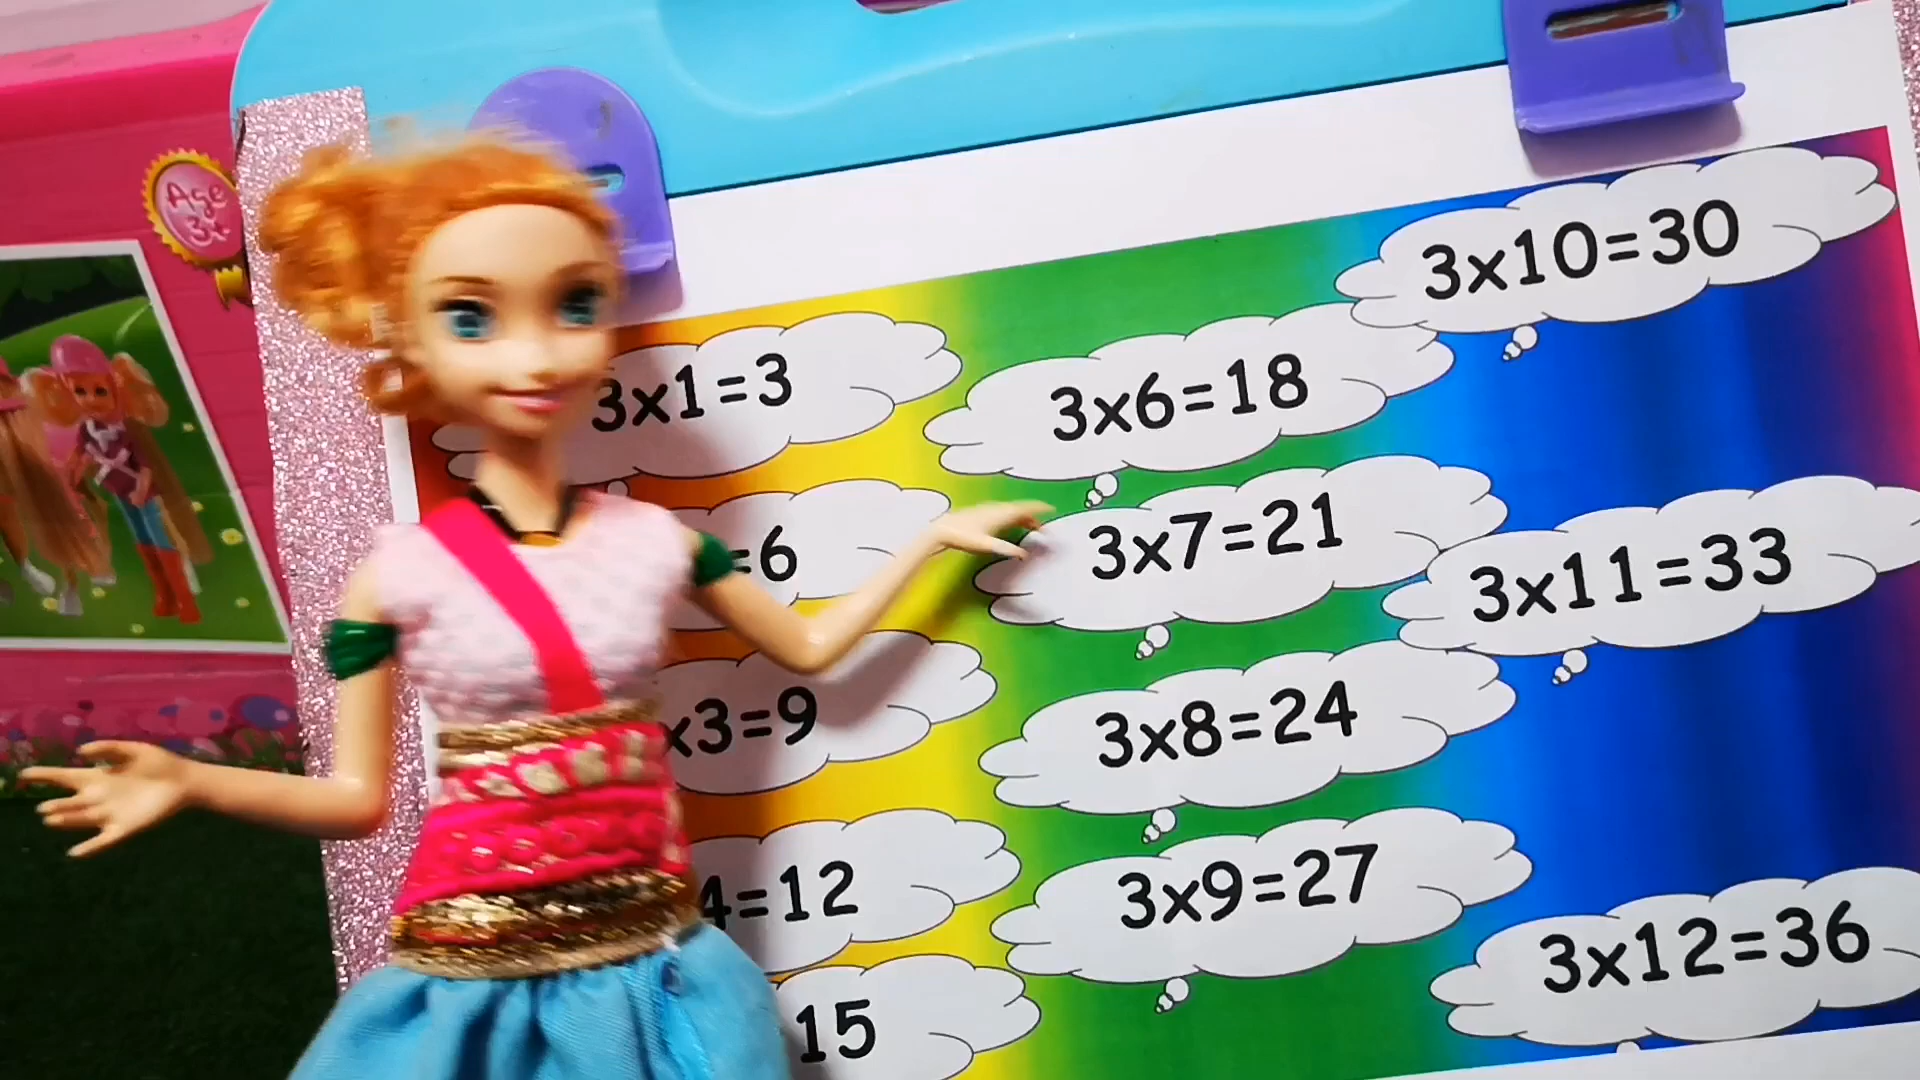 Age
3+
3x1=3
=6
x3=9
4=12
15
3x6=18
3x7=21
3x8=24
3x9=27
3x10=30
3x11=33
3x12=36